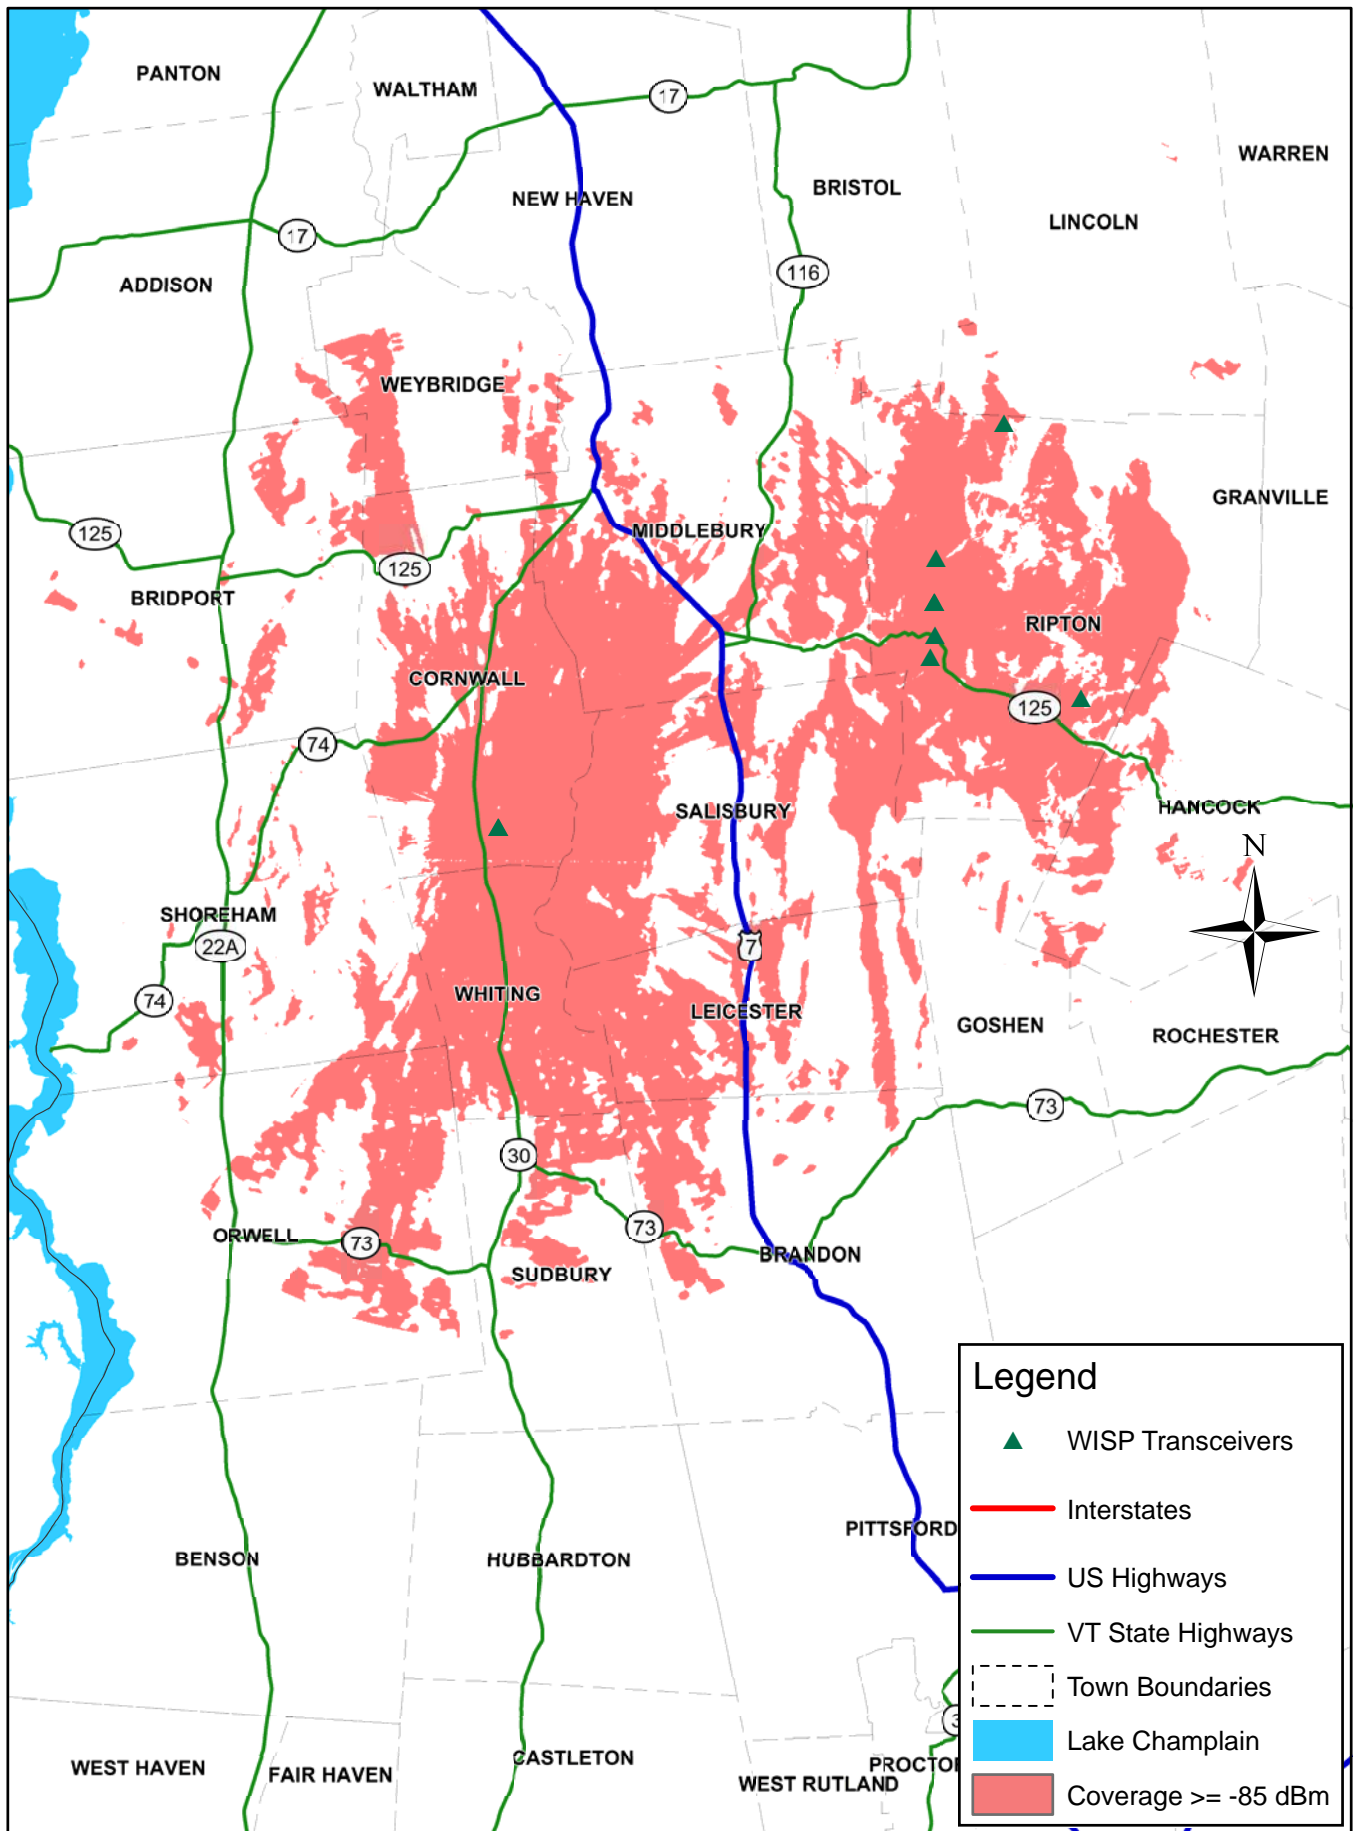 PANTON
WALTHAM
17
WARREN
BRISTOL
NEW HAVEN
LINCOLN
17
116
ADDISON
WEYBRIDGE
GRANVILLE
125
MIDDLEBURY
125
BRIDPORT
RIPTON
CORNWALL
125
74
SALISBURY
HANCOCK
N
SHOREHAM
22A
7
WHITING
74
LEICESTER
GOSHEN
ROCHESTER
73
30
73
ORWELL
73
BRANDON
SUDBURY
Legend
WISP Transceivers
Interstates
PITTSFORD
BENSON
HUBBARDTON
US Highways
VT State Highways
Town Boundaries
3
Lake Champlain
WEST HAVEN
FAIR HAVEN
CASTLETON
PROCTO
WEST RUTLAND
Coverage >= -85 dBm